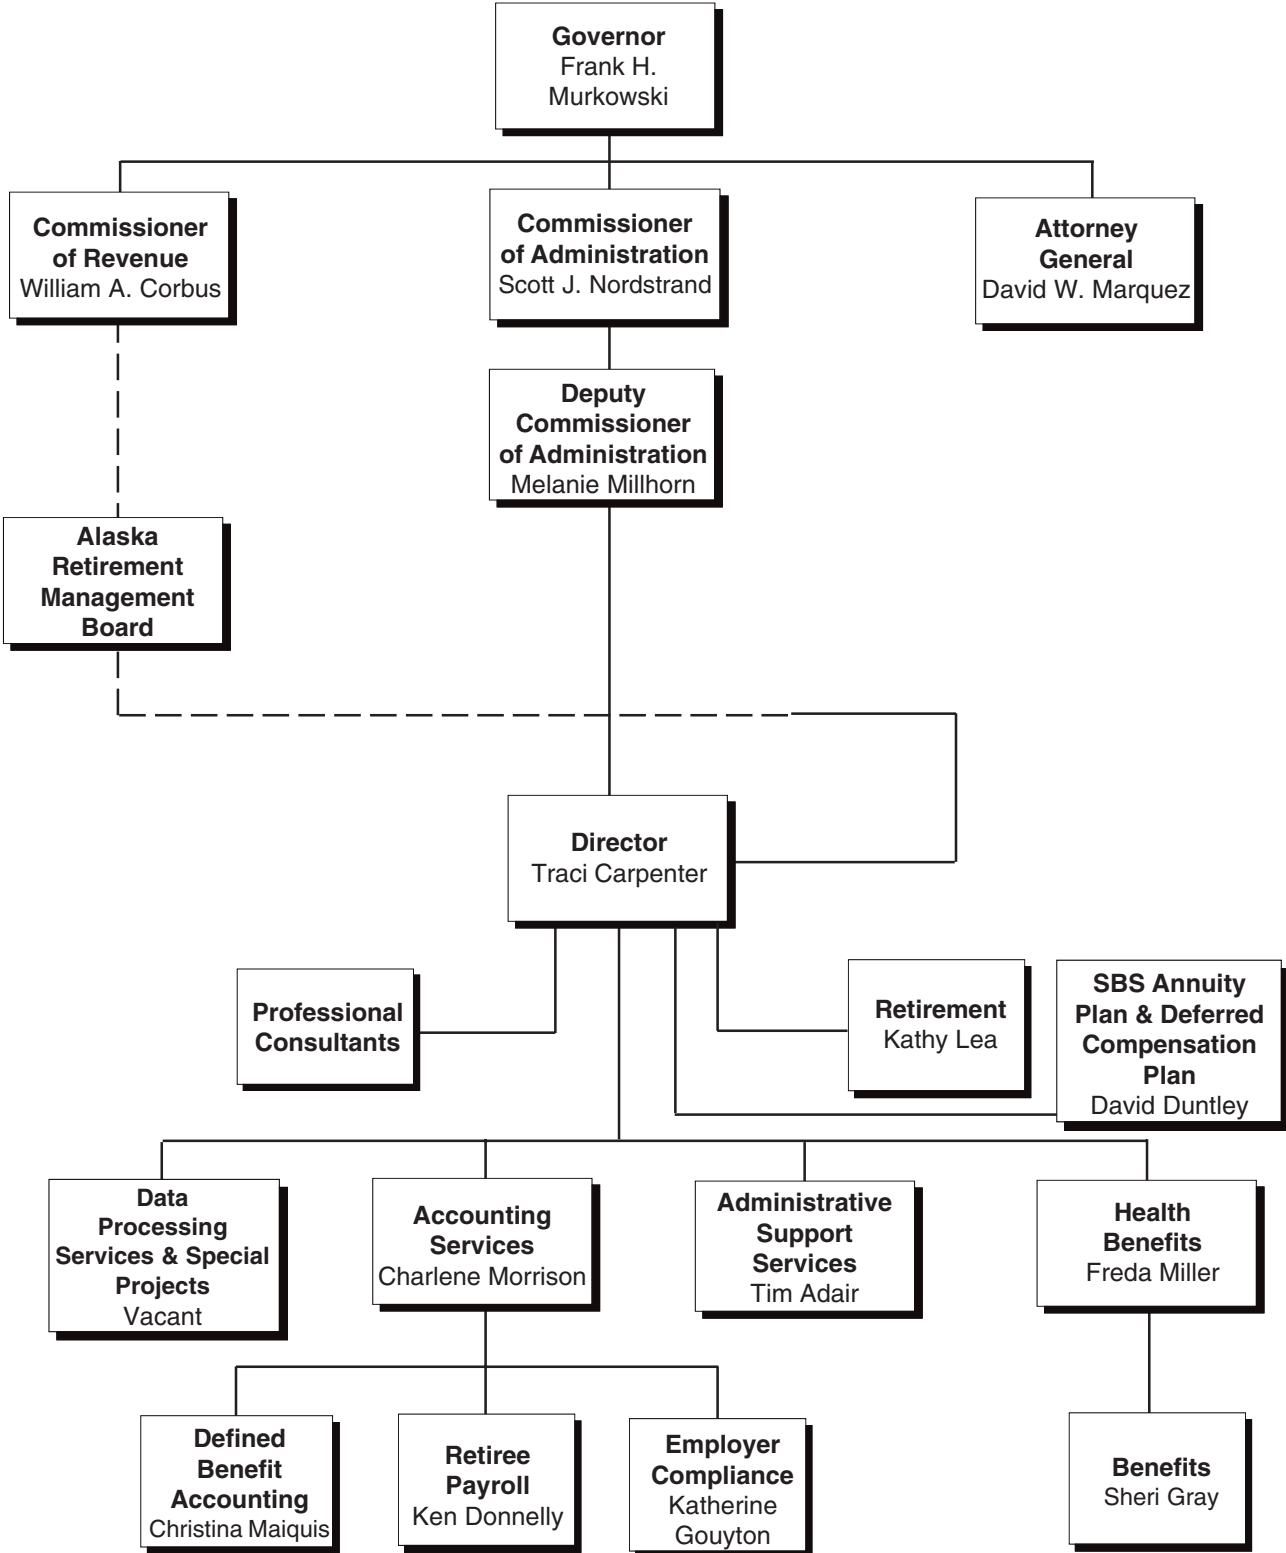 Governor
Frank H.
Murkowski
Commissioner
of Revenue
William A. Corbus
Commissioner
of Administration
Scott J. Nordstrand
Attorney
General
David W. Marquez
Deputy
Commissioner
of Administration
Melanie Millhorn
Alaska
Retirement
Management
Board
Director
Traci Carpenter
Professional
Consultants
Retirement
Kathy Lea
SBS Annuity
Plan & Deferred
Compensation
Plan
David Duntley
Data
Processing
Services & Special
Projects
Vacant
Accounting
Services
Charlene Morrison
Administrative
Support
Services
Tim Adair
Health
Benefits
Freda Miller
Defined
Benefit
Accounting
Christina Maiquis
Retiree
Payroll
Ken Donnelly
Employer
Compliance
Katherine
Gouyton
Benefits
Sheri Gray